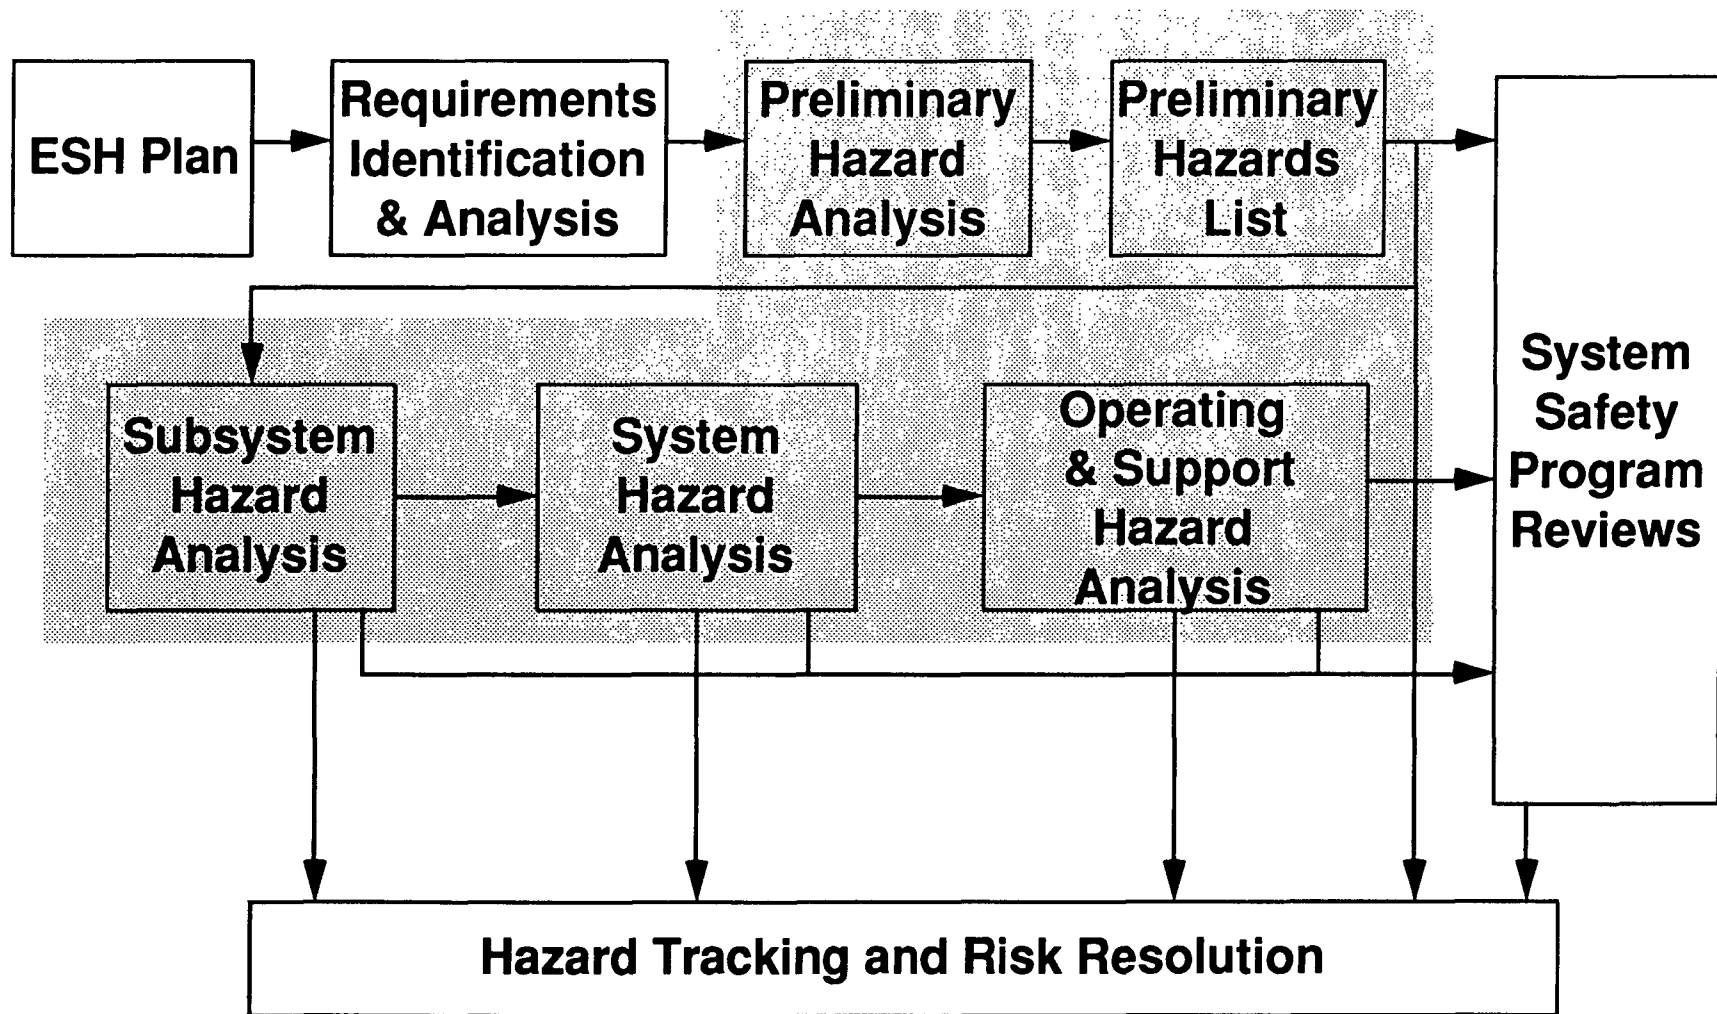 ESH Plan
Requirements
Identification
& Analysis
Preliminary
Hazard
Analysis
Preliminary
Hazards
List
System
Safety
Program
Reviews
Subsystem
Hazard
Analysis
System
Hazard
Analysis
Operating
& Support
Hazard
Analysis
Hazard Tracking and Risk Resolution